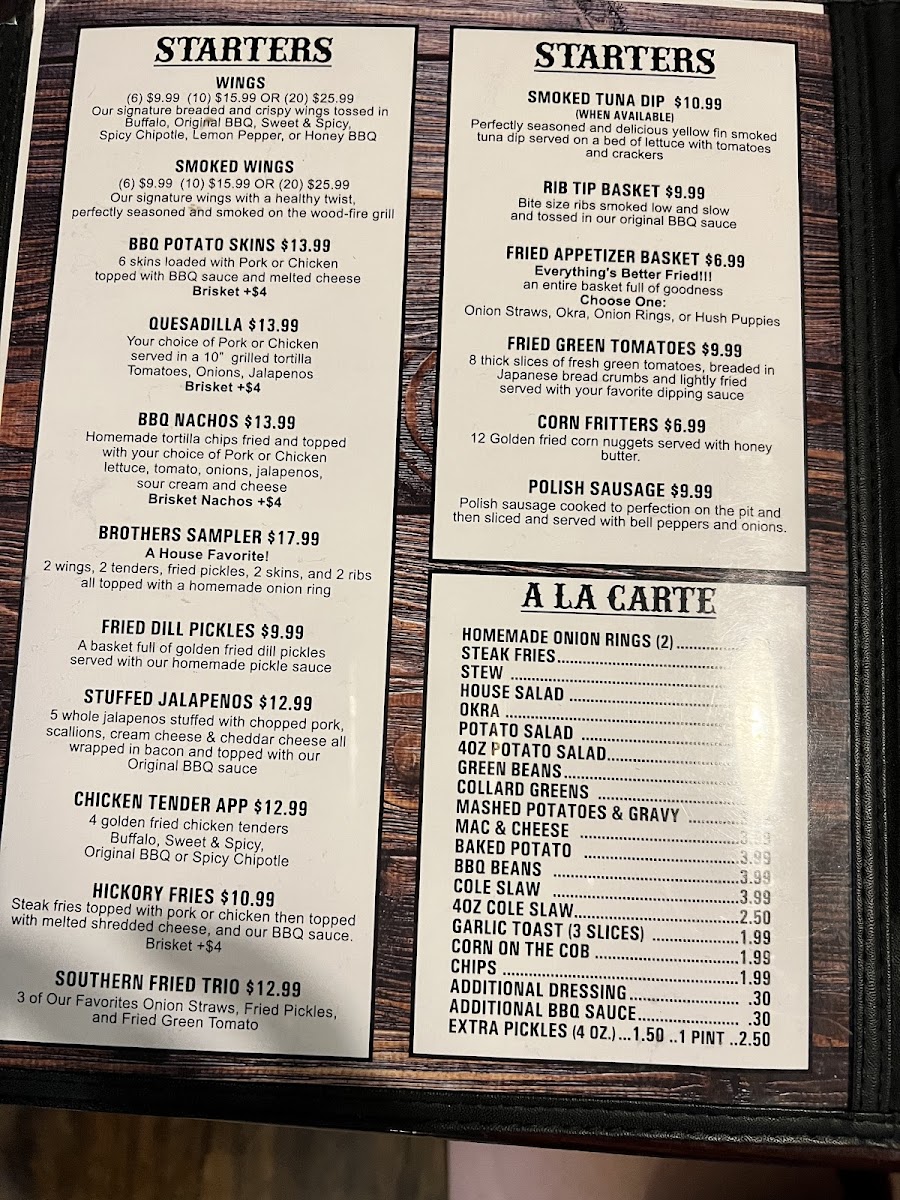 STARTERS
WINGS
(6) $9.99 (10) $15.99 OR (20) $25.99
Our signature breaded and crispy wings tossed in
Buffalo, Original BBQ, Sweet & Spicy,
Spicy Chipotle, Lemon Pepper, or Honey BBQ
SMOKED WINGS
(6) $9.99 (10) $15.99 OR (20) $25.99
Our signature wings with a healthy twist,
perfectly seasoned and smoked on the wood-fire grill
BBQ POTATO SKINS $13.99
6 skins loaded with Pork or Chicken
topped with BBQ sauce and melted cheese
Brisket +$4
QUESADILLA $13.99
Your choice of Pork or Chicken
served in a 10" grilled tortilla
Tomatoes, Onions, Jalapenos
Brisket +$4
BBQ NACHOS $13.99
Homemade tortilla chips fried and topped
with your choice of Pork or Chicken
lettuce, tomato, onions, jalapenos,
sour cream and cheese
Brisket Nachos +$4
BROTHERS SAMPLER $17.99
A House Favorite!
2 wings, 2 tenders, fried pickles, 2 skins, and 2 ribs
all topped with a homemade onion ring
FRIED DILL PICKLES $9.99
A basket full of golden fried dill pickles
served with our homemade pickle sauce
STUFFED JALAPENOS $12.99
5 whole jalapenos stuffed with chopped pork,
scallions, cream cheese & cheddar cheese all
wrapped in bacon and topped with our
Original BBQ sauce
CHICKEN TENDER APP $12.99
4 golden fried chicken tenders
Buffalo, Sweet & Spicy,
Original BBQ or Spicy Chipotle
HICKORY FRIES $10.99
Steak fries topped with pork or chicken then topped
with melted shredded cheese, and our BBQ sauce.
Brisket +$4
SOUTHERN FRIED TRIO $12.99
3 of Our Favorites Onion Straws, Fried Pickles,
and Fried Green Tomato
STARTERS
SMOKED TUNA DIP $10.99
(WHEN AVAILABLE)
Perfectly seasoned and delicious yellow fin smoked
tuna dip served on a bed of lettuce with tomatoes
and crackers
RIB TIP BASKET $9.99
Bite size ribs smoked low and slow
and tossed in our original BBQ sauce
FRIED APPETIZER BASKET $6.99
Everything's Better Fried!!!
an entire basket full of goodness
Choose One:
Onion Straws, Okra, Onion Rings, or Hush Puppies
FRIED GREEN TOMATOES $9.99
8 thick slices of fresh green tomatoes, breaded in
Japanese bread crumbs and lightly fried
served with your favorite dipping sauce
CORN FRITTERS $6.99
12 Golden fried corn nuggets served with honey
butter.
POLISH SAUSAGE $9.99
Polish sausage cooked to perfection on the pit and
then sliced and served with bell peppers and onions.
A LA CARTE
HOMEMADE ONION RINGS (2)
STEAK FRIES
STEW
HOUSE SALAD
OKRA
POTATO SALAD
4OZ POTATO SALAD
GREEN BEANS
COLLARD GREENS
MASHED POTATOES & GRAVY
MAC & CHEESE 3.99
BAKED POTATO 3.99
BBQ BEANS 3.99
COLE SLAW 3.99
4OZ COLE SLAW 2.50
GARLIC TOAST (3 SLICES) 1.99
CORN ON THE COB 1.99
CHIPS 1.99
ADDITIONAL DRESSING .30
ADDITIONAL BBQ SAUCE .30
EXTRA PICKLES (4 OZ.)...1.50 ..1 PINT ..2.50